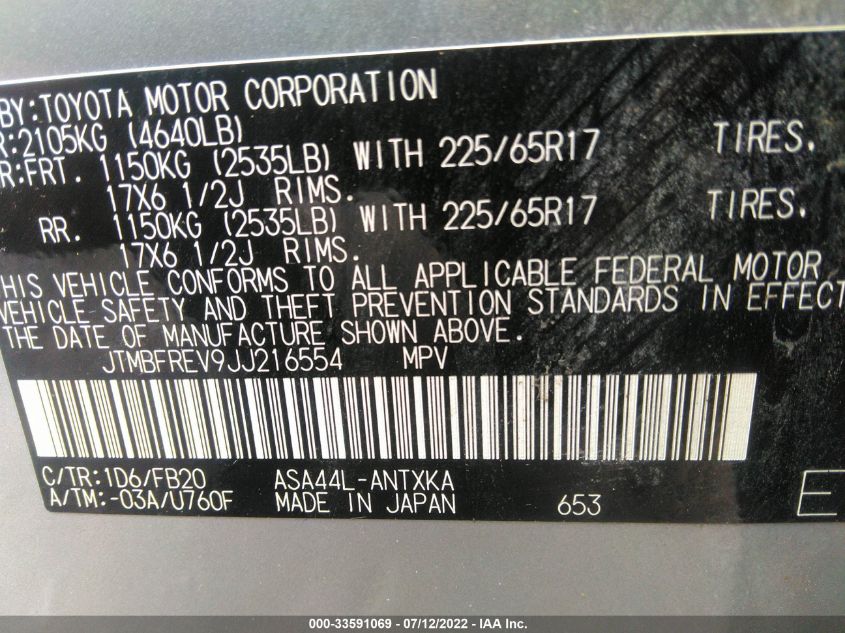 BY:TOYOTA MOTOR CORPORATION
R:2105KG (4640LB)
R:FRT. 1150KG (2535LB) WITH 225/65R17 TIRES.
17X6 1/2J RIMS.
RR. 1150KG (2535LB) WITH 225/65R17 TIRES.
17X6 1/2J RIMS.
HIS VEHICLE CONFORMS TO ALL APPLICABLE FEDERAL MOTOR
VEHICLE SAFETY AND THEFT PREVENTION STANDARDS IN EFFECT
THE DATE OF MANUFACTURE SHOWN ABOVE.
JTMBFREV9JJ216554 MPV
C/TR:1D6/FB20 ASA44L-ANTXKA
A/TM:-03A/U760F MADE IN JAPAN 653 E
000-33591069 / 07/12/2022 - IAA Inc.